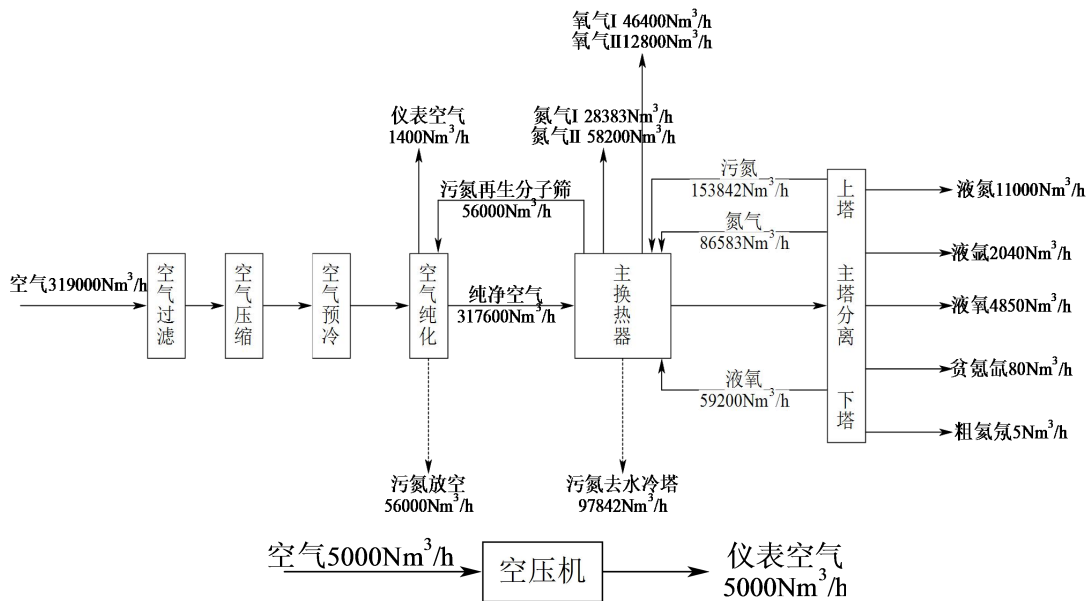 氧气I 46400Nm³/h
氧气II12800Nm³/h
仪表空气
1400Nm³/h
氮气I 28383Nm³/h
氮气II 58200Nm³/h
污氮再生分子筛
56000Nm³/h
污氮
153842Nm³/h
氮气
86583Nm³/h
上塔
主塔分离
下塔
液氮11000Nm³/h
液氩2040Nm³/h
液氧4850Nm³/h
贫氪氙80Nm³/h
粗氦氖5Nm³/h
空气319000Nm³/h
空气过滤
空气压缩
空气预冷
空气纯化
纯净空气
317600Nm³/h
主换热器
液氧
59200Nm³/h
污氮放空
56000Nm³/h
污氮去水冷塔
97842Nm³/h
空气5000Nm³/h
空压机
仪表空气
5000Nm³/h